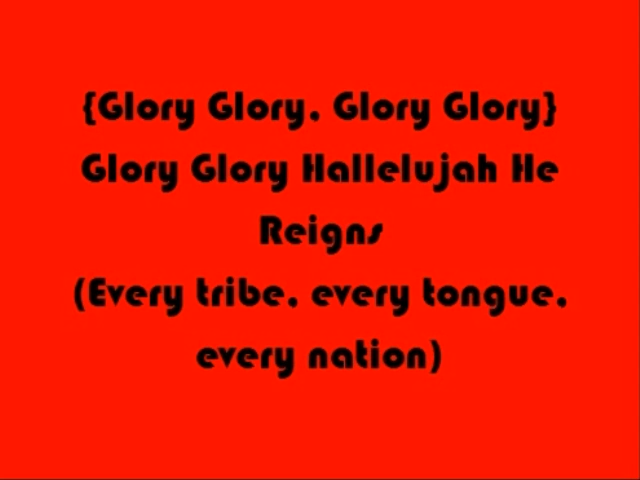 {Glory Glory, Glory Glory}
Glory Glory Hallelujah He
Reigns
(Every tribe, every tongue,
every nation)